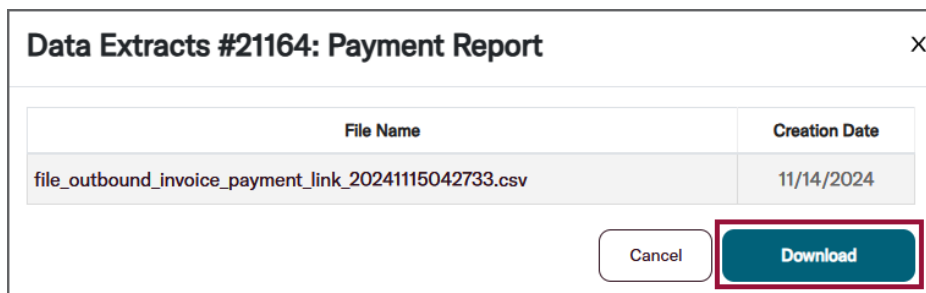 Data Extracts #21164: Payment Report X
File Name Creation Date
file_outbound_invoice_payment_link_20241115042733.csv 11/14/2024
Cancel Download